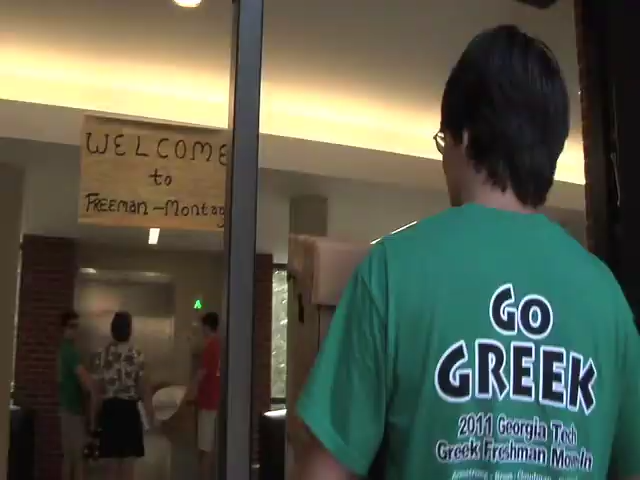 WELCOME
to
FREEMAN-Montag
GO
GREEK
2011 Georgia Tech
Greek Freshman Move-In